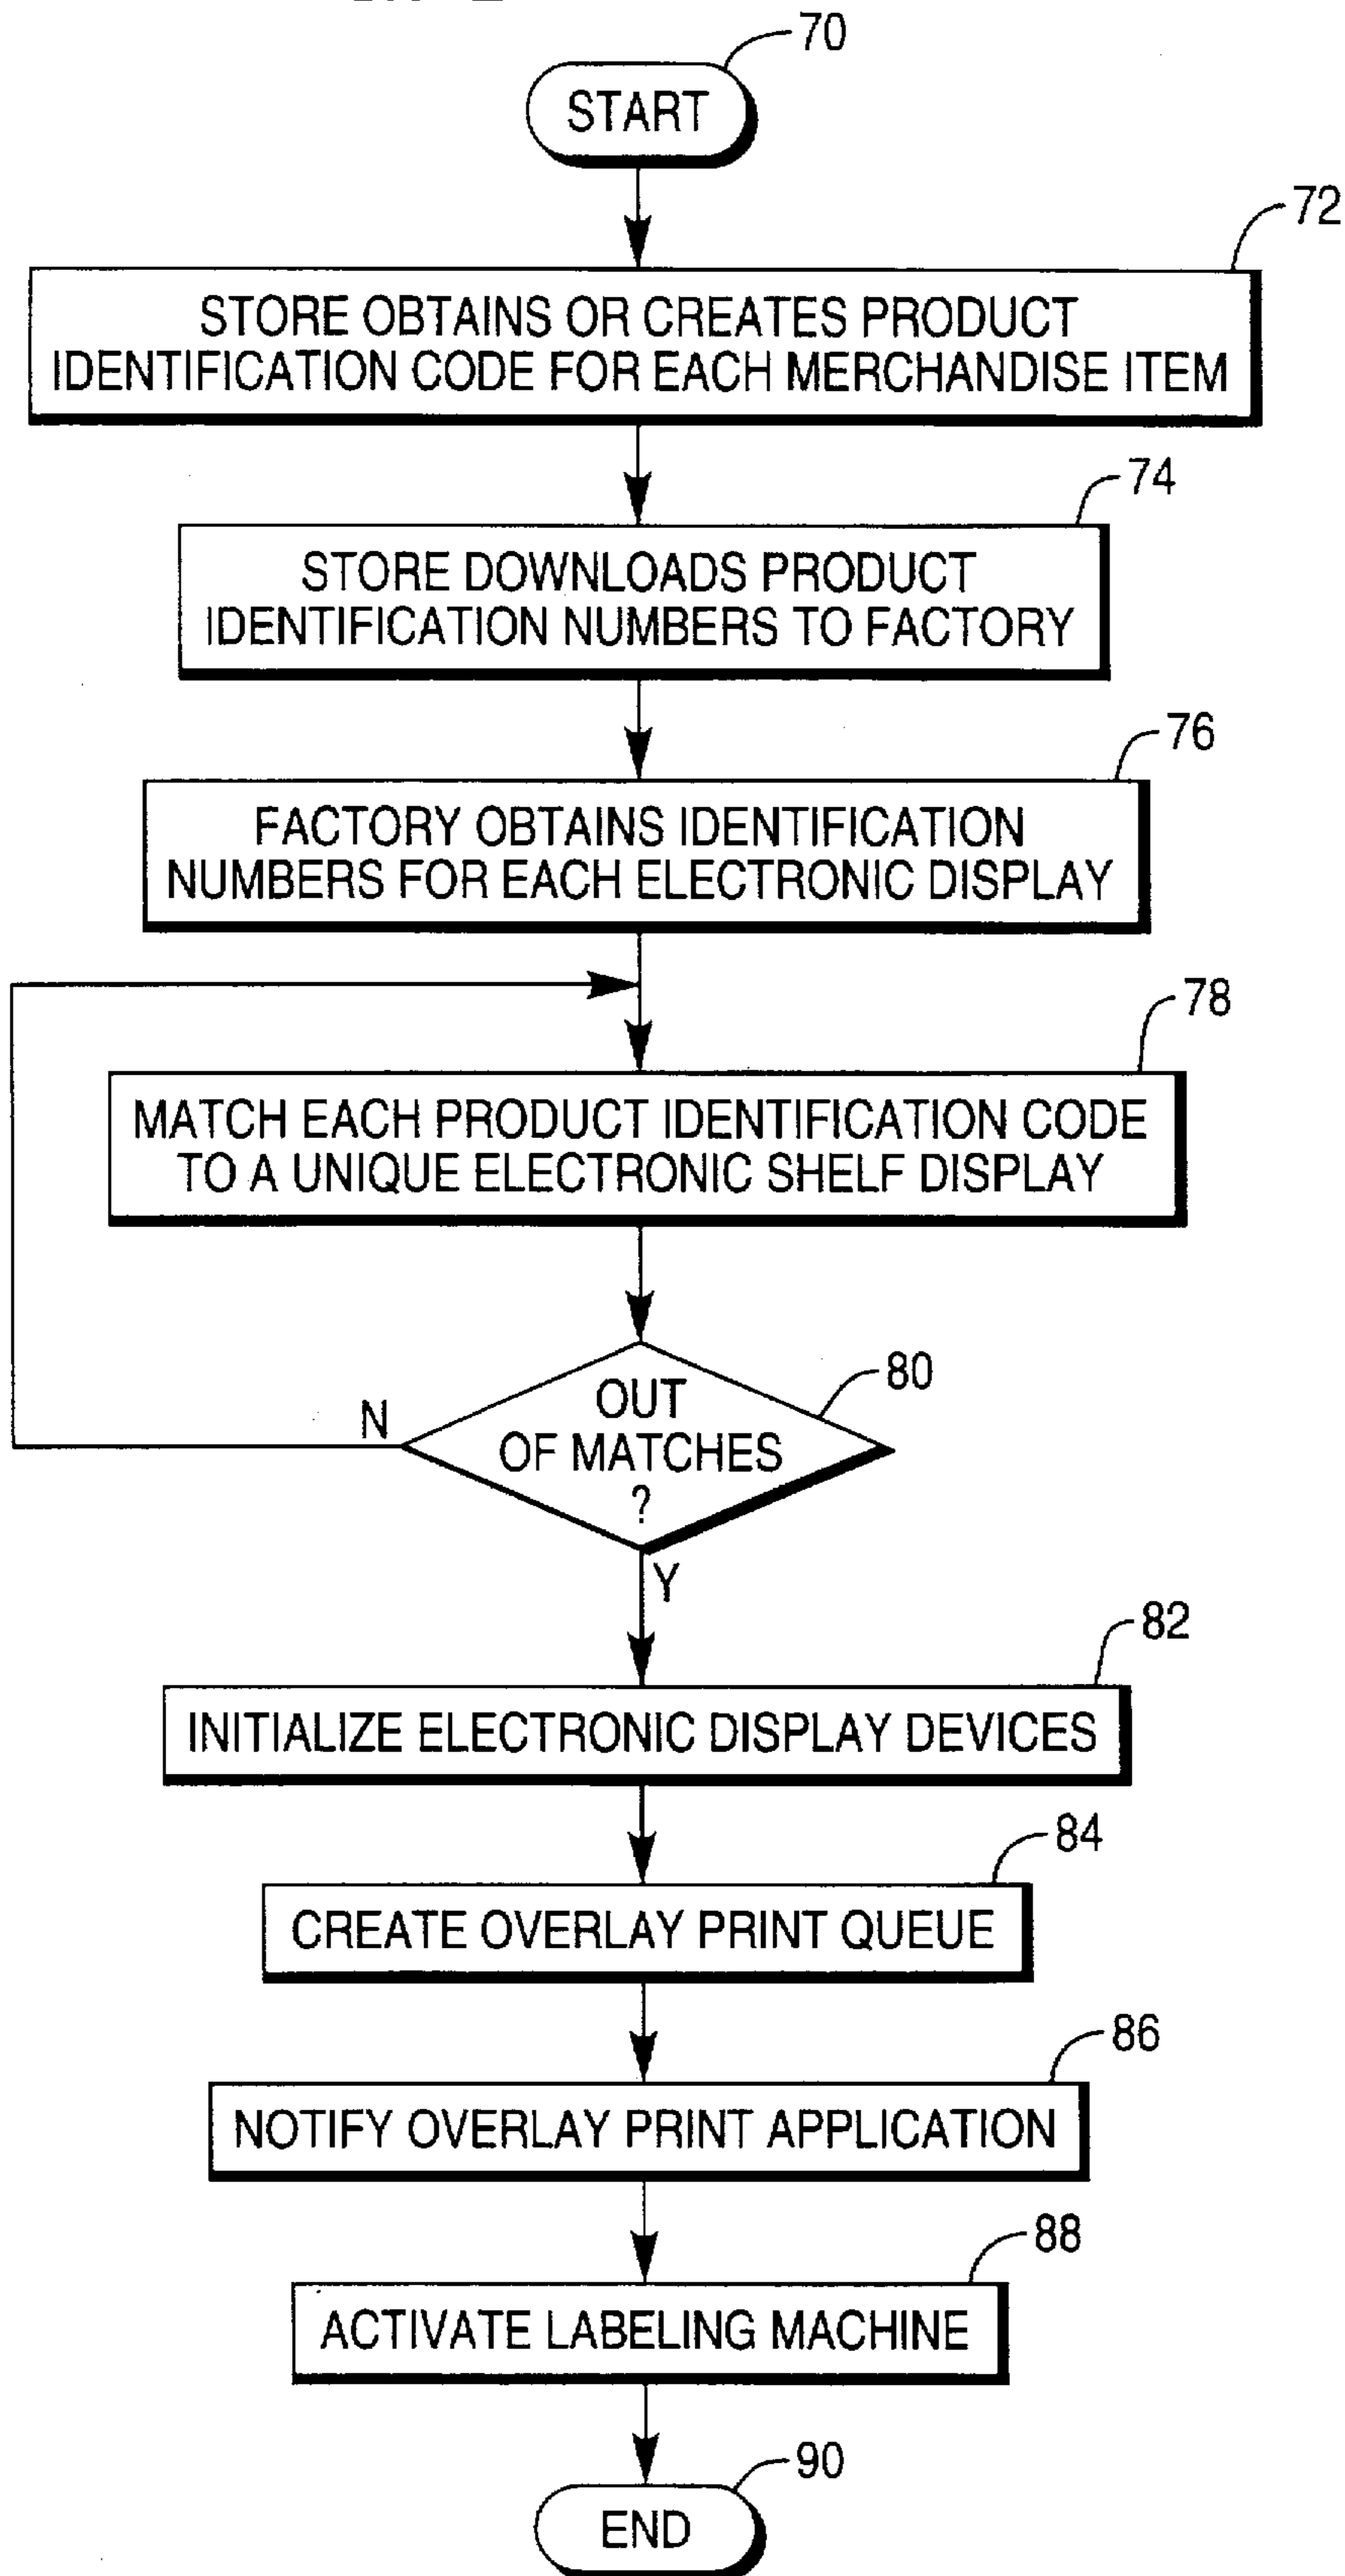 70
START
72
STORE OBTAINS OR CREATES PRODUCT
IDENTIFICATION CODE FOR EACH MERCHANDISE ITEM
74
STORE DOWNLOADS PRODUCT
IDENTIFICATION NUMBERS TO FACTORY
76
FACTORY OBTAINS IDENTIFICATION
NUMBERS FOR EACH ELECTRONIC DISPLAY
78
MATCH EACH PRODUCT IDENTIFICATION CODE
TO A UNIQUE ELECTRONIC SHELF DISPLAY
80
OUT
N
OF MATCHES
?
Y
82
INITIALIZE ELECTRONIC DISPLAY DEVICES
84
CREATE OVERLAY PRINT QUEUE
86
NOTIFY OVERLAY PRINT APPLICATION
88
ACTIVATE LABELING MACHINE
90
END